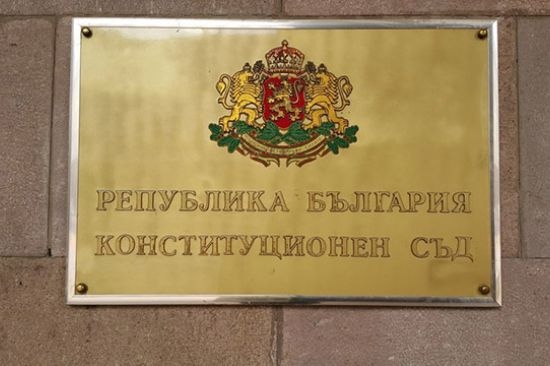 РЕПУБЛИКА БЪЛГАРИЯ
КОНСТИТУЦИОНЕН СЪД